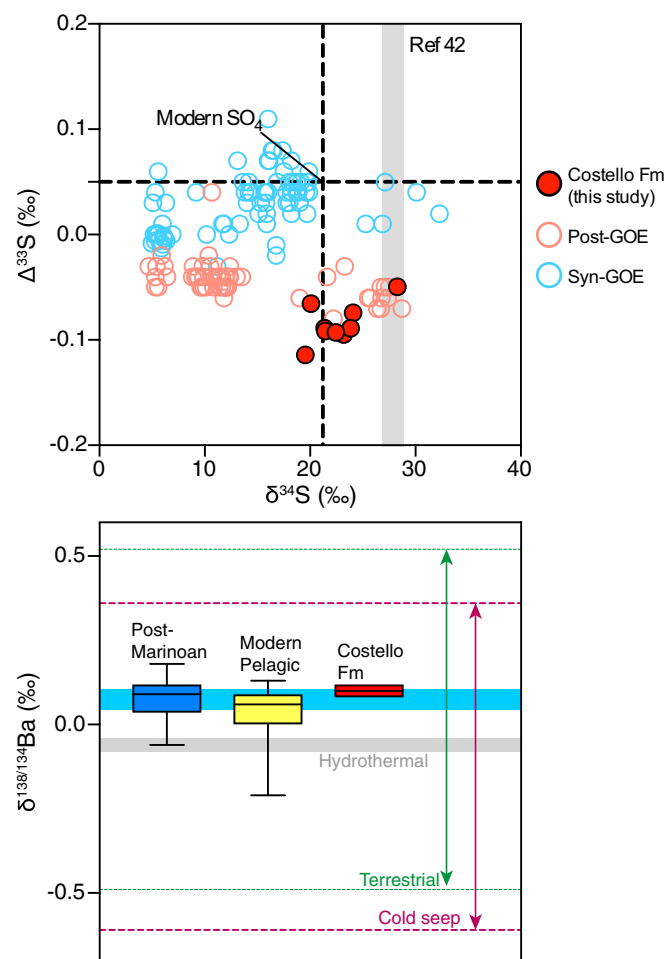 0.2
Ref 42
Modern SO4
0.1
Δ33S (‰)
0.0
-0.1
-0.2
0
10
20
30
40
δ34S (‰)
Costello Fm
(this study)
Post-GOE
Syn-GOE
0.5
Post-
Marinoan
Modern
Pelagic
Costello
Fm
δ138/134Ba (‰)
0.0
Hydrothermal
-0.5
Terrestrial
Cold seep